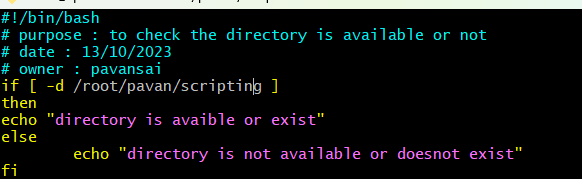 #!/bin/bash
# purpose : to check the directory is available or not
# date : 13/10/2023
# owner : pavansai
if [ -d /root/pavan/scripting ]
then
echo "directory is avaible or exist"
else
echo "directory is not available or doesnot exist"
fi